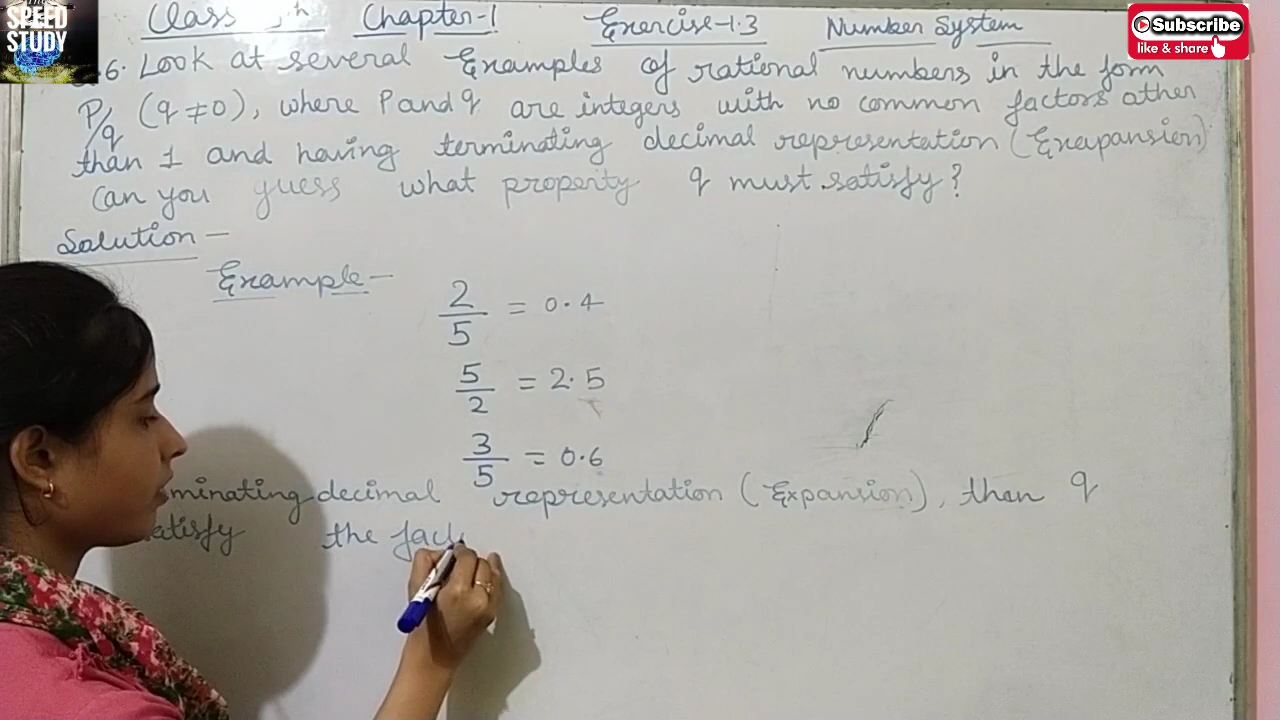 SPEED
STUDY
Class th Chapter-1 Exercise-1.3 Number System
Subscribe
like & share
6. Look at several Examples of rational numbers in the form
P/q (q ≠ 0), where P and q are integers with no common factors other
than 1 and having terminating decimal representation (Exapansion)
Can you guess what property q must satisfy?
Solution -
Example -
2/5 = 0.4
5/2 = 2.5
3/5 = 0.6
minating decimal representation (Expansion), then q
atisfy the fact